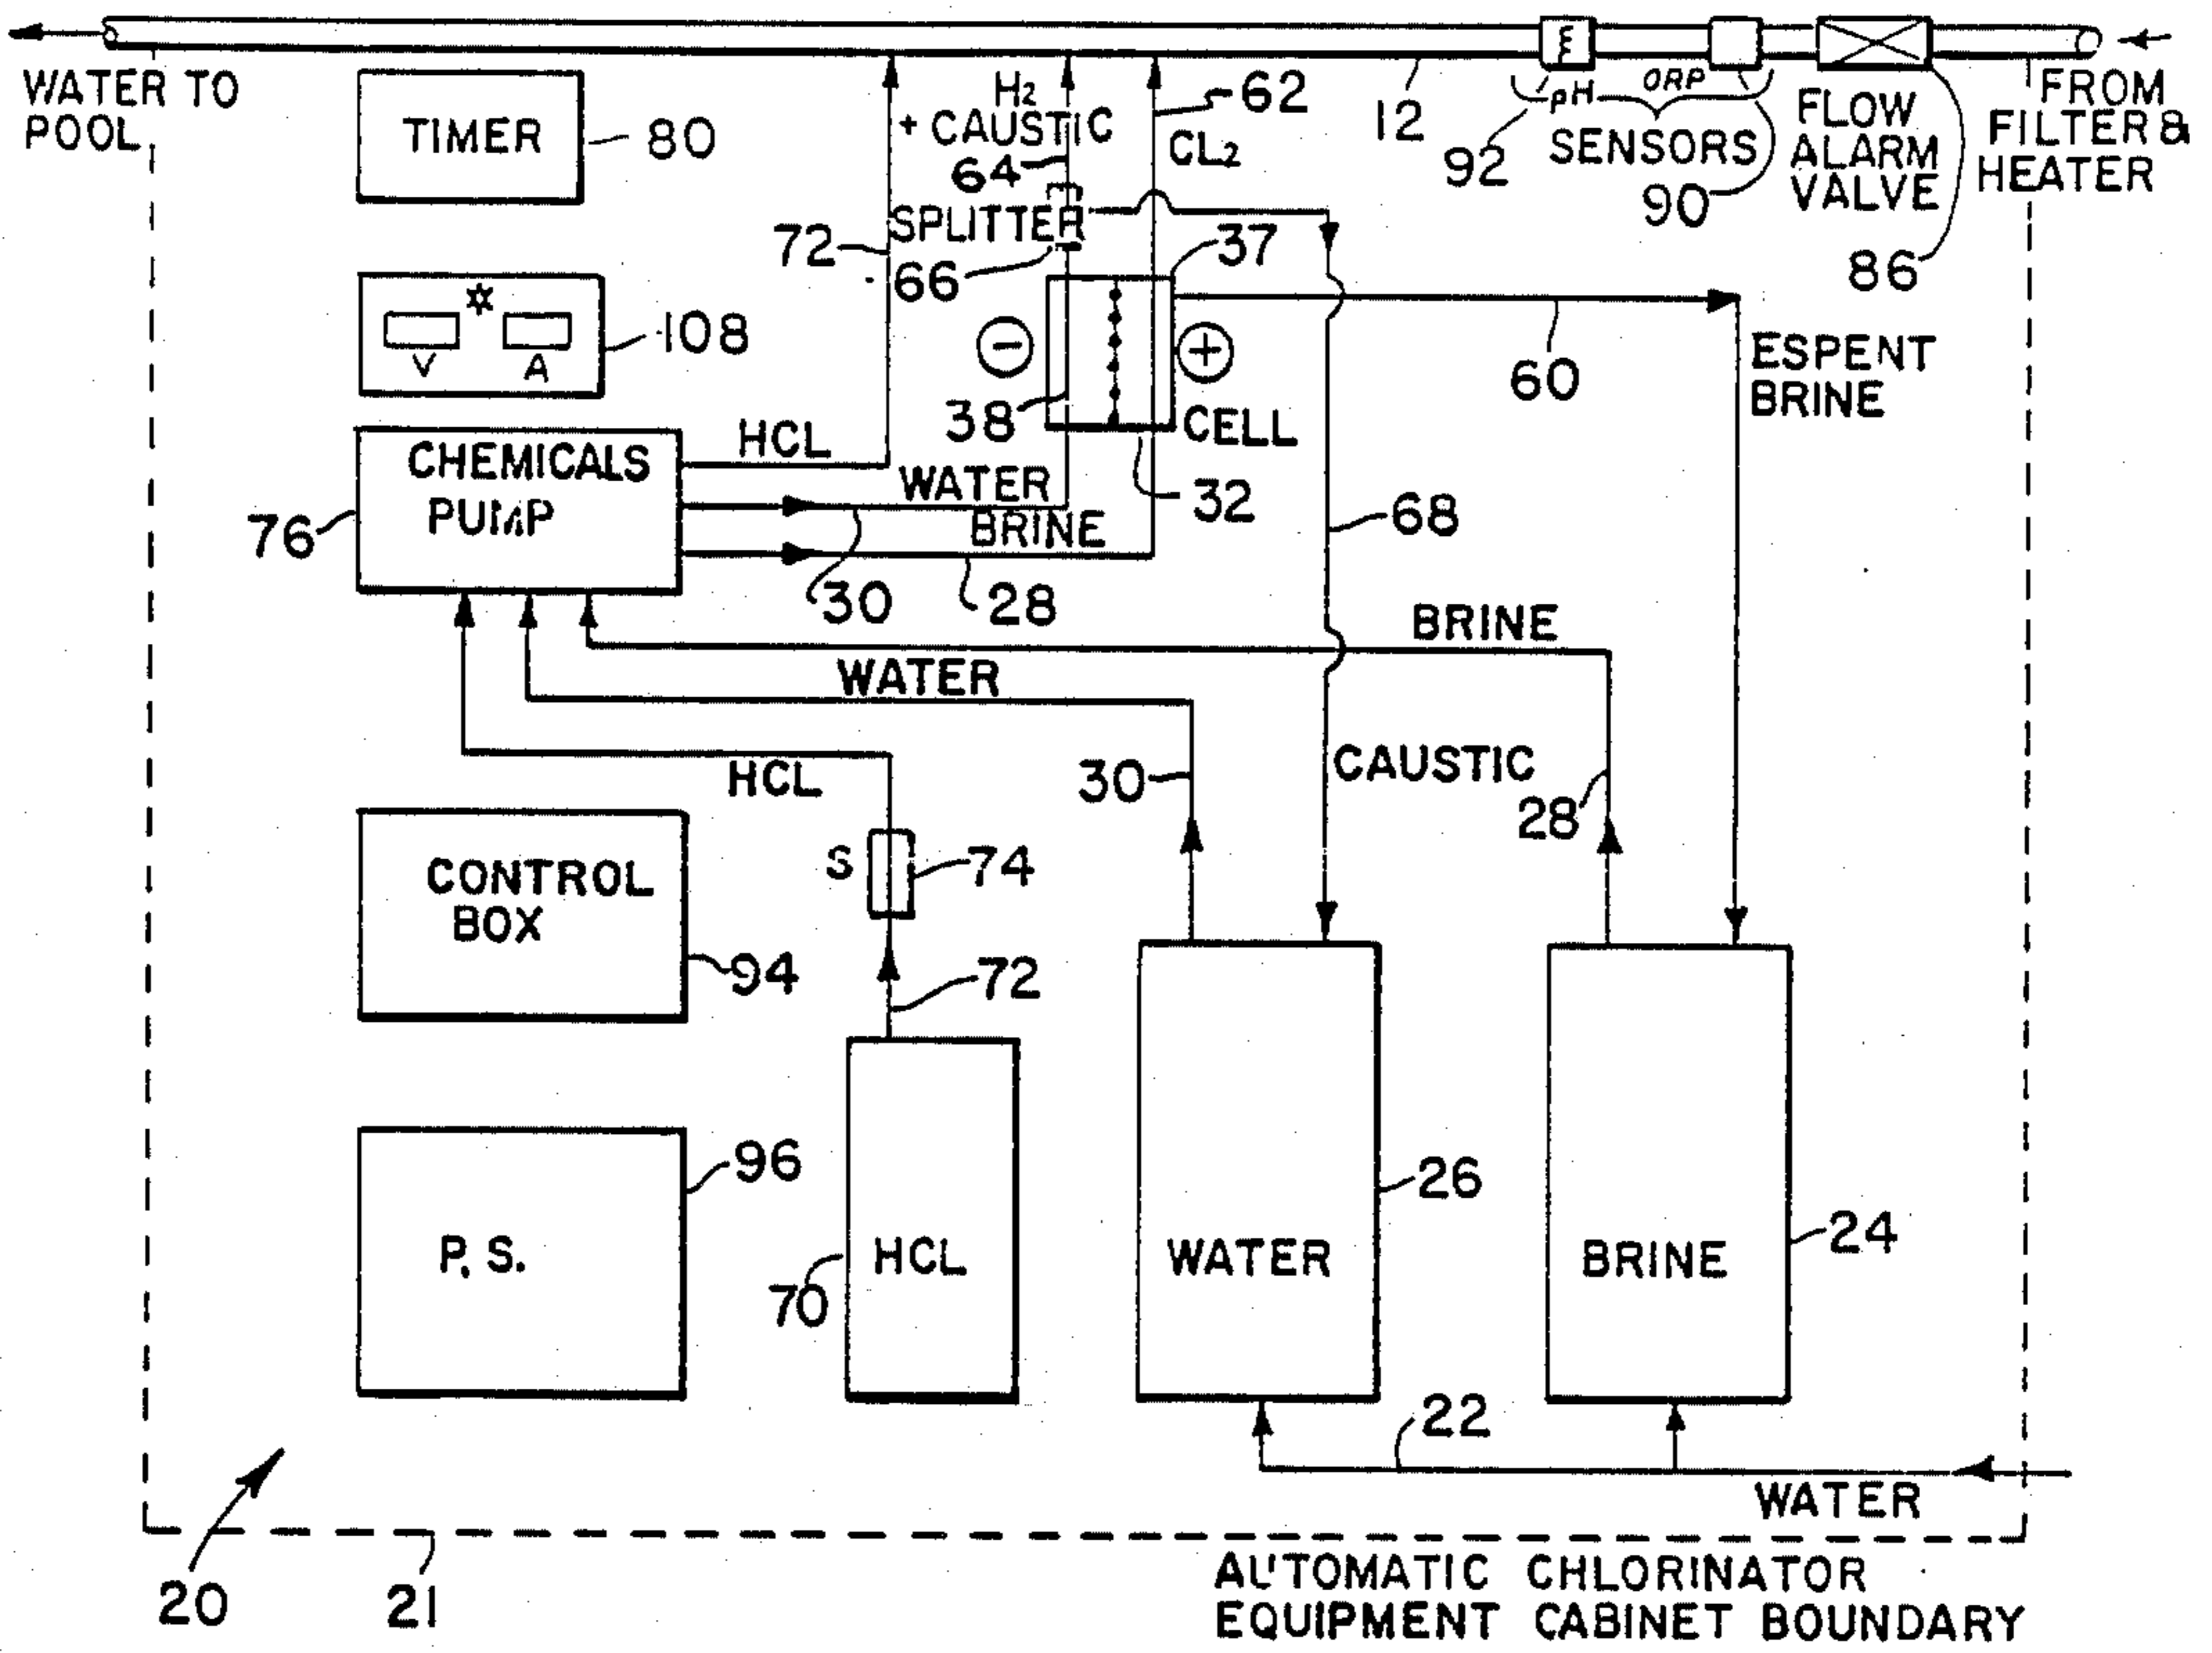 WATER TO
POOL
TIMER
80
H2
+ CAUSTIC
64
62
CL2
12
pH
ORP
SENSORS
92
90
FLOW
ALARM
VALVE
86
FROM
FILTER &
HEATER
72
SPLITTER
66
37
108
V
A
38
CELL
32
60
ESPENT
BRINE
CHEMICALS
PUMP
76
HCL
WATER
BRINE
30
28
68
BRINE
WATER
HCL
30
CAUSTIC
28
CONTROL
BOX
94
S
74
72
P.S.
96
HCL
70
WATER
26
BRINE
24
22
WATER
20
21
AUTOMATIC CHLORINATOR
EQUIPMENT CABINET BOUNDARY